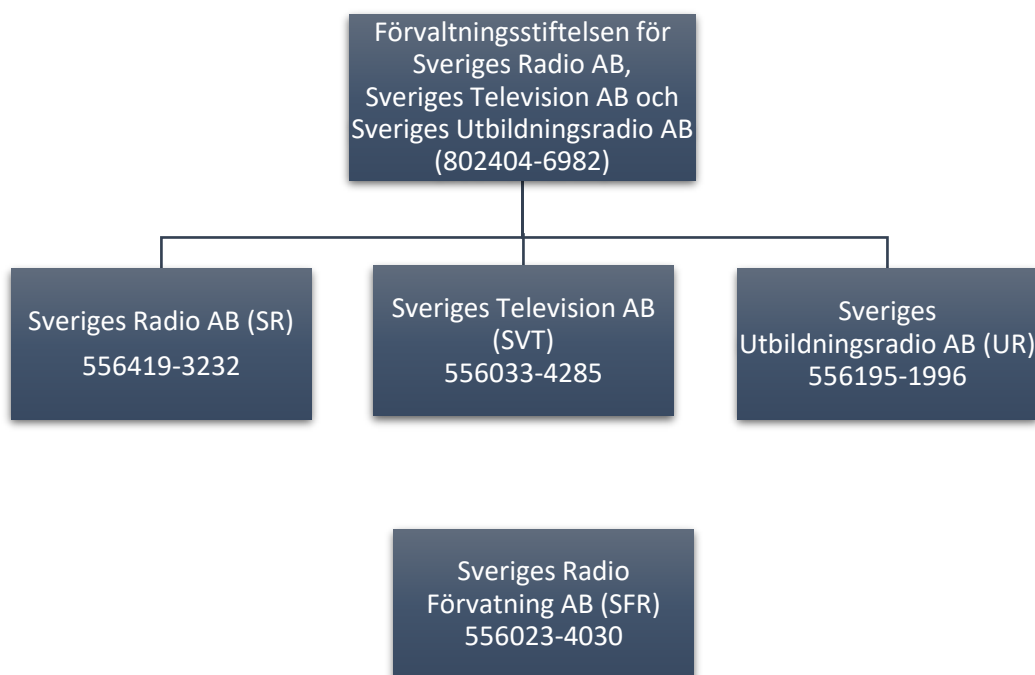 Förvaltningsstiftelsen för
Sveriges Radio AB,
Sveriges Television AB och
Sveriges Utbildningsradio AB
(802404-6982)
Sveriges Radio AB (SR)
556419-3232
Sveriges Television AB
(SVT)
556033-4285
Sveriges
Utbildningsradio AB (UR)
556195-1996
Sveriges Radio
Förvatning AB (SFR)
556023-4030